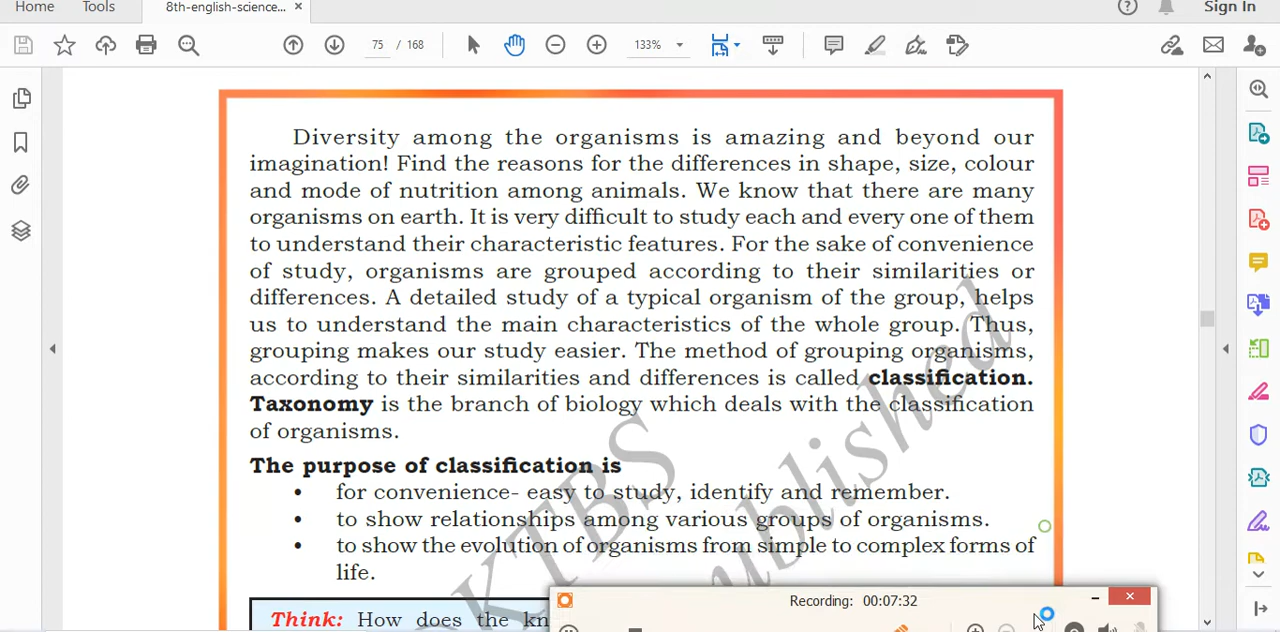 Home Tools 8th-english-science... × Sign In
75 / 168 133%
Diversity among the organisms is amazing and beyond our
imagination! Find the reasons for the differences in shape, size, colour
and mode of nutrition among animals. We know that there are many
organisms on earth. It is very difficult to study each and every one of them
to understand their characteristic features. For the sake of convenience
of study, organisms are grouped according to their similarities or
differences. A detailed study of a typical organism of the group, helps
us to understand the main characteristics of the whole group. Thus,
grouping makes our study easier. The method of grouping organisms,
according to their similarities and differences is called classification.
Taxonomy is the branch of biology which deals with the classification
of organisms.
The purpose of classification is
• for convenience- easy to study, identify and remember.
• to show relationships among various groups of organisms.
• to show the evolution of organisms from simple to complex forms of
life.
Think: How does the
KTBS
published
Recording: 00:07:32